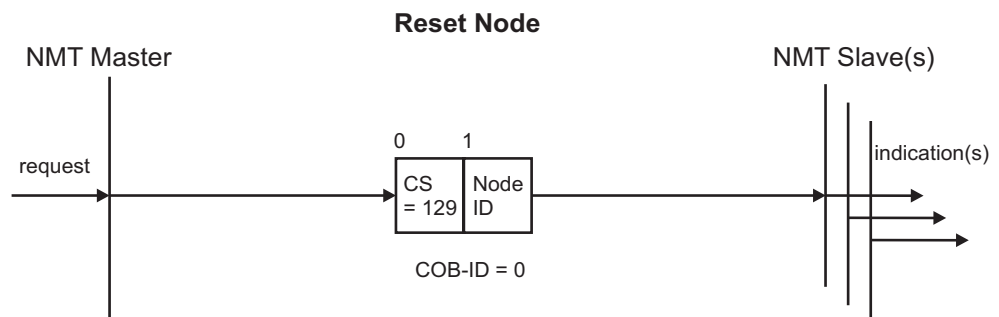 Reset Node
NMT Master
NMT Slave(s)
0 1
request
indication(s)
CS
= 129
Node
ID
COB-ID = 0